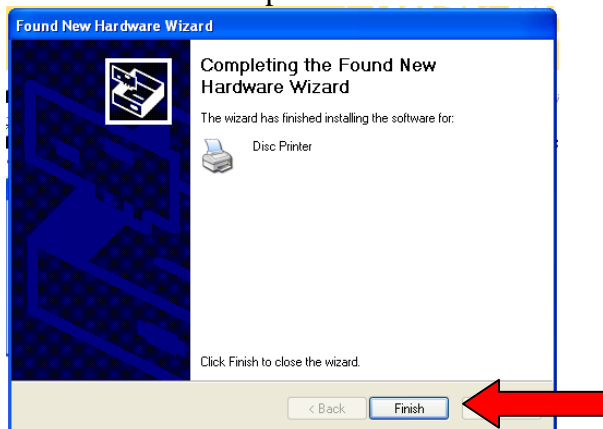 Found New Hardware Wizard
Completing the Found New
Hardware Wizard
The wizard has finished installing the software for:
Disc Printer
Click Finish to close the wizard.
< Back Finish